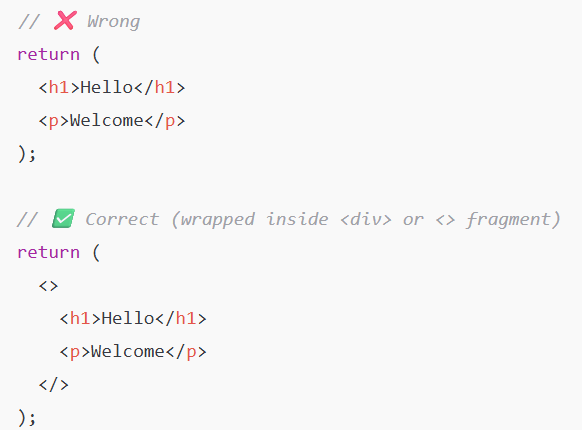 // ❌ Wrong
return (
  <h1>Hello</h1>
  <p>Welcome</p>
);

// ✅ Correct (wrapped inside <div> or <> fragment)
return (
  <>
    <h1>Hello</h1>
    <p>Welcome</p>
  </>
);